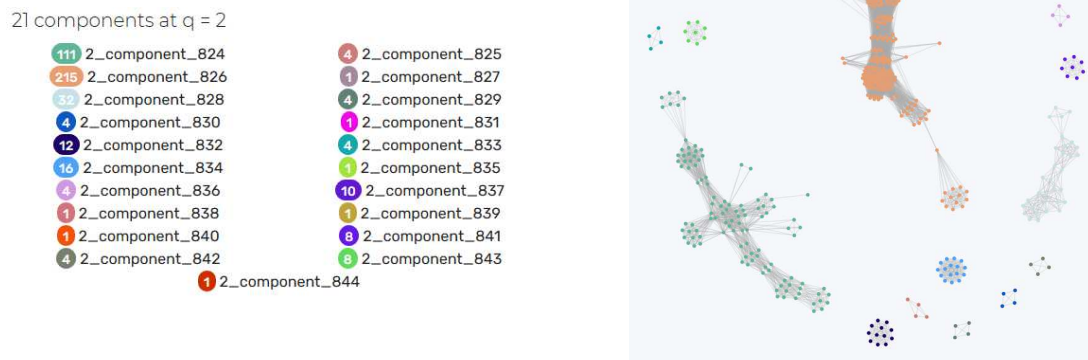 21 components at q = 2
111 2_component_824
4 2_component_825
215 2_component_826
1 2_component_827
32 2_component_828
4 2_component_829
4 2_component_830
1 2_component_831
12 2_component_832
4 2_component_833
16 2_component_834
1 2_component_835
4 2_component_836
10 2_component_837
1 2_component_838
1 2_component_839
1 2_component_840
8 2_component_841
4 2_component_842
8 2_component_843
1 2_component_844